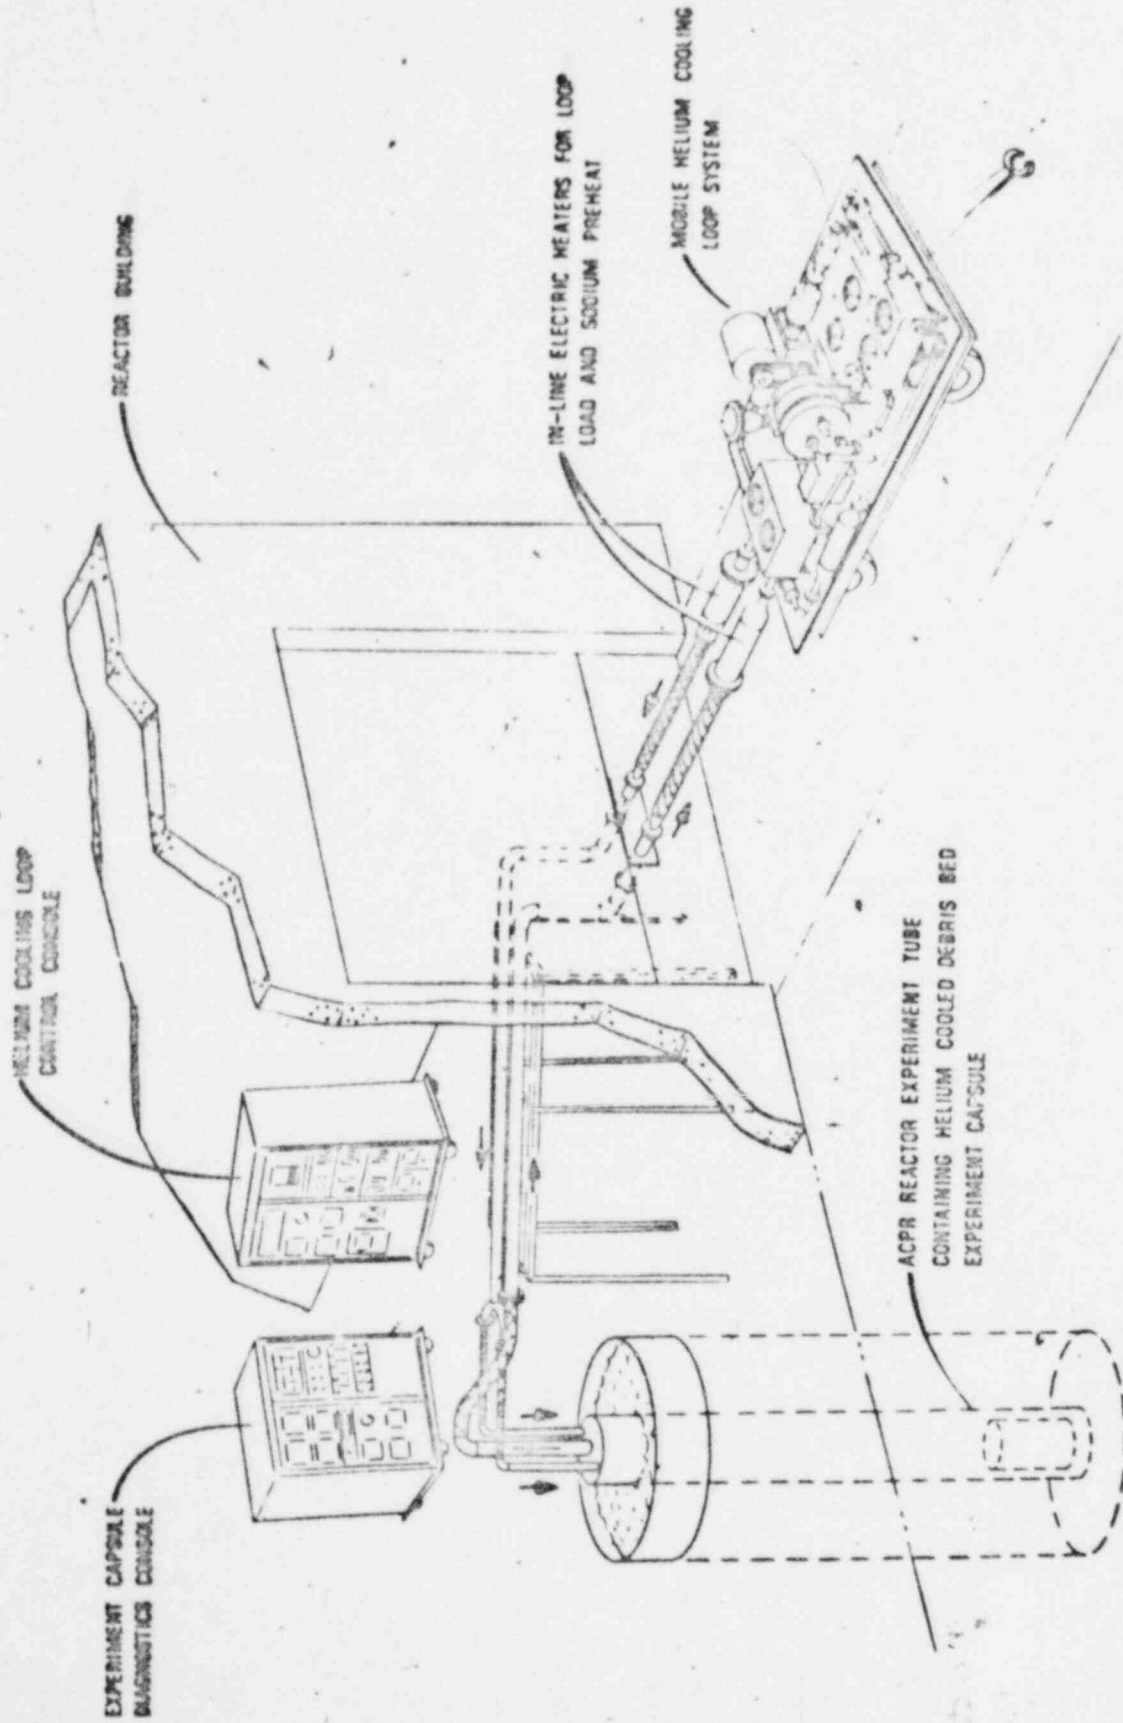 EXPERIMENT CAPSULE
DIAGNOSTICS CONSOLE
HELIUM COOLING LOOP
CONTROL CONSOLE
REACTOR BUILDING
IN-LINE ELECTRIC HEATERS FOR LOOP
LOAD AND SODIUM PREHEAT
MOBILE HELIUM COOLING
LOOP SYSTEM
ACPR REACTOR EXPERIMENT TUBE
CONTAINING HELIUM COOLED DEBRIS BED
EXPERIMENT CAPSULE